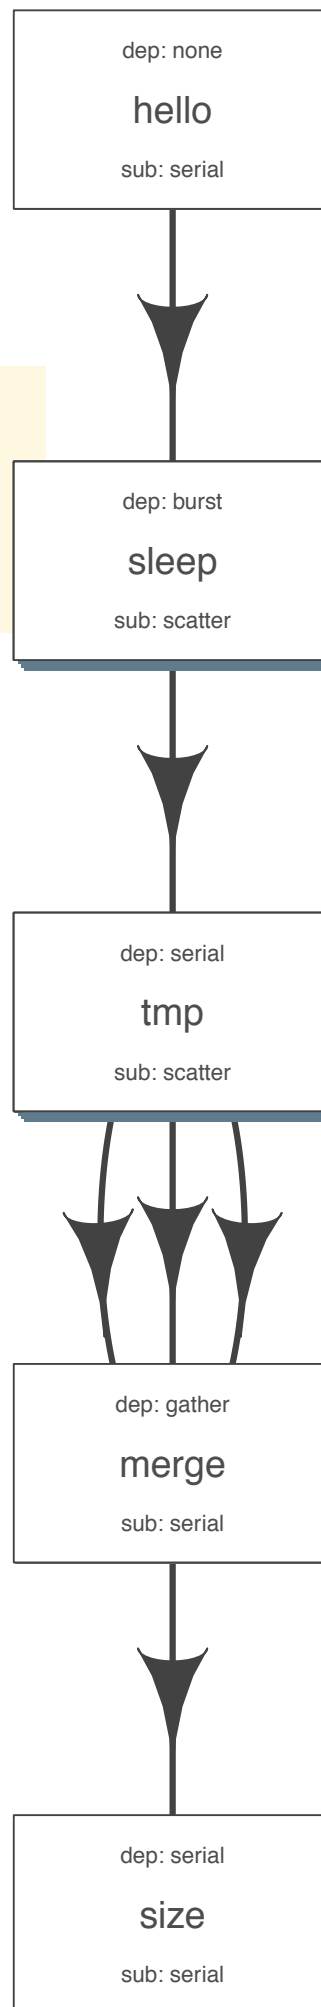 dep: none
hello
sub: serial
dep: burst
sleep
sub: scatter
dep: serial
tmp
sub: scatter
dep: gather
merge
sub: serial
dep: serial
size
sub: serial